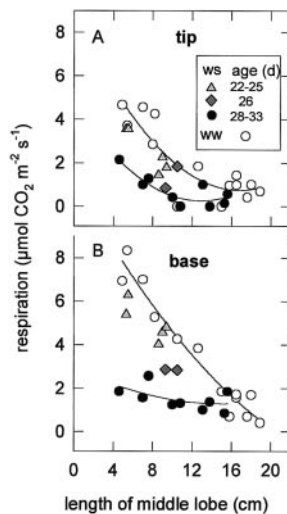 A
tip
ws age (d)
22-25
26
28-33
ww
8
6
4
2
0
respiration (μmol CO₂ m⁻² s⁻¹)
B
base
8
6
4
2
0
0 4 8 12 16 20
length of middle lobe (cm)